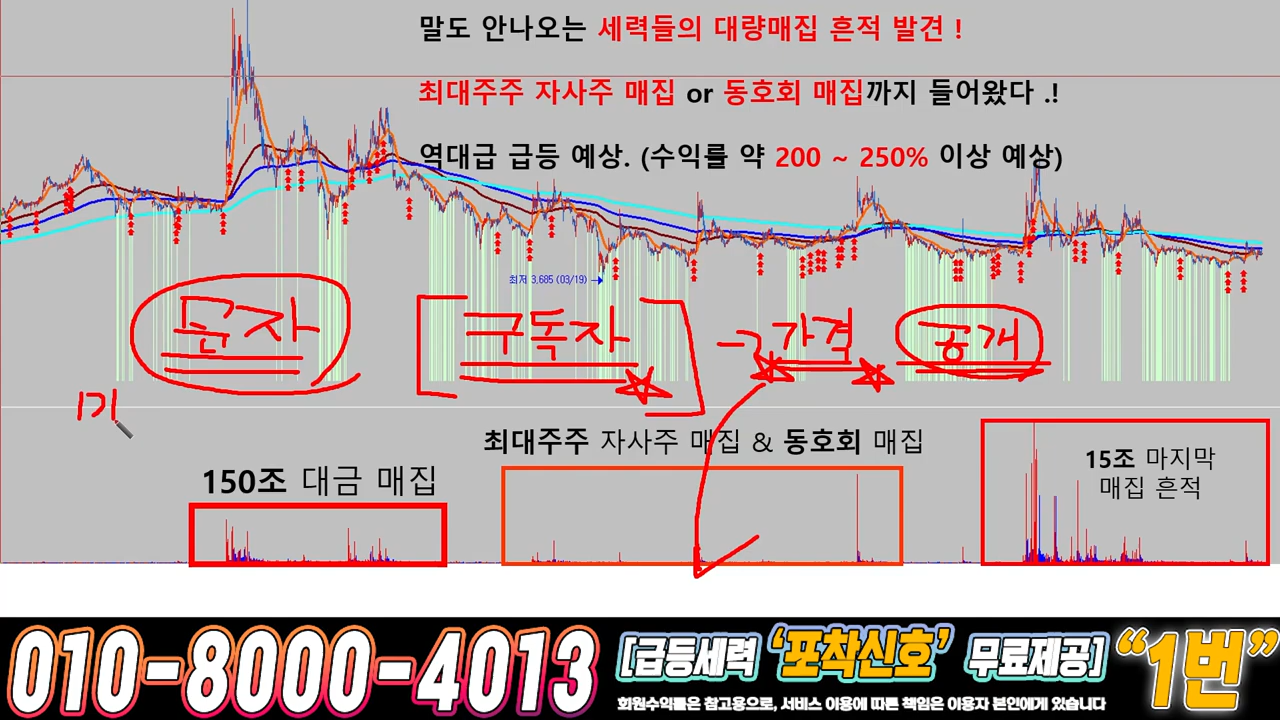 말도 안나오는 세력들의 대량매집 흔적 발견 !
최대주주 자사주 매집 or 동호회 매집까지 들어왔다 .!
역대급 급등 예상. (수익률 약 200 ~ 250% 이상 예상)
최저 3,685 (03/19)
문자 구독자 가격 공개
최대주주 자사주 매집 & 동호회 매집
150조 대금 매집
15조 마지막
매집 흔적
010-8000-4013
[급등세력 ‘포착신호’ 무료제공] “1번”
회원수익률은 참고용으로, 서비스 이용에 따른 책임은 이용자 본인에게 있습니다